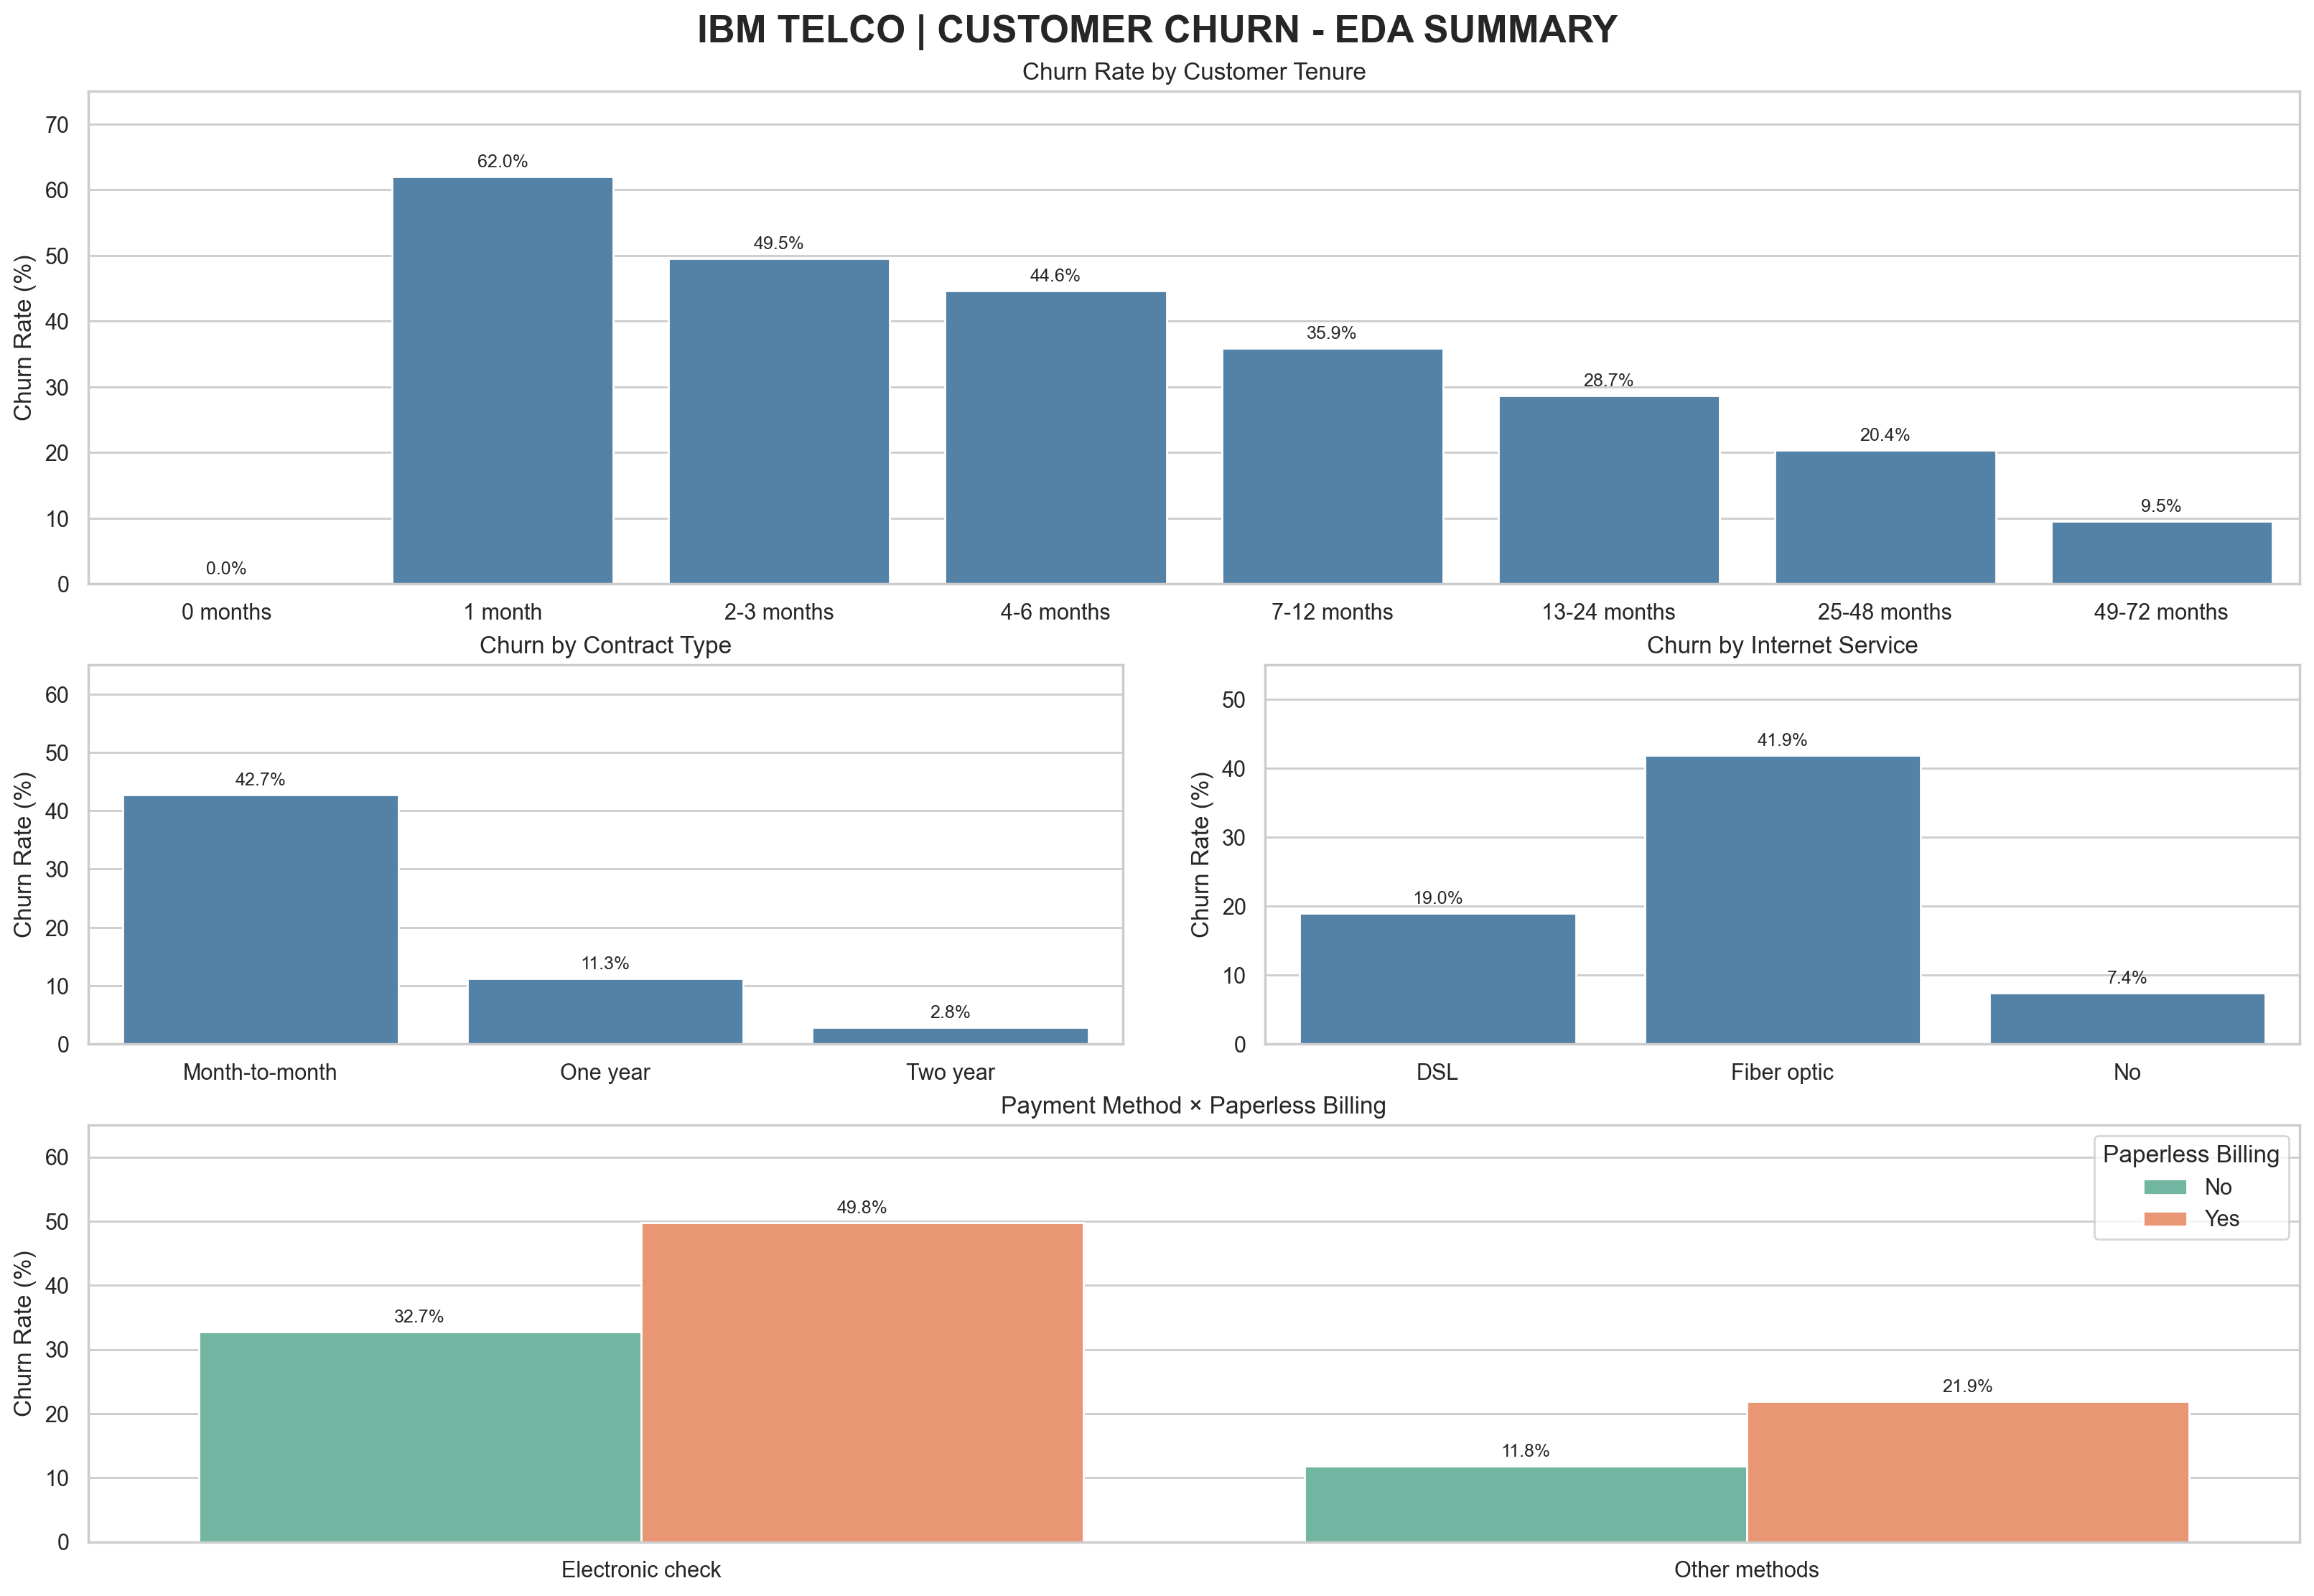 IBM TELCO | CUSTOMER CHURN - EDA SUMMARY
Churn Rate by Customer Tenure
Churn Rate (%)
70
60
50
40
30
20
10
0
0.0%
62.0%
49.5%
44.6%
35.9%
28.7%
20.4%
9.5%
0 months
1 month
2-3 months
4-6 months
7-12 months
13-24 months
25-48 months
49-72 months
Churn by Contract Type
Churn Rate (%)
60
50
40
30
20
10
0
42.7%
11.3%
2.8%
Month-to-month
One year
Two year
Churn by Internet Service
Churn Rate (%)
50
40
30
20
10
0
19.0%
41.9%
7.4%
DSL
Fiber optic
No
Payment Method × Paperless Billing
Churn Rate (%)
60
50
40
30
20
10
0
32.7%
49.8%
11.8%
21.9%
Electronic check
Other methods
Paperless Billing
No
Yes